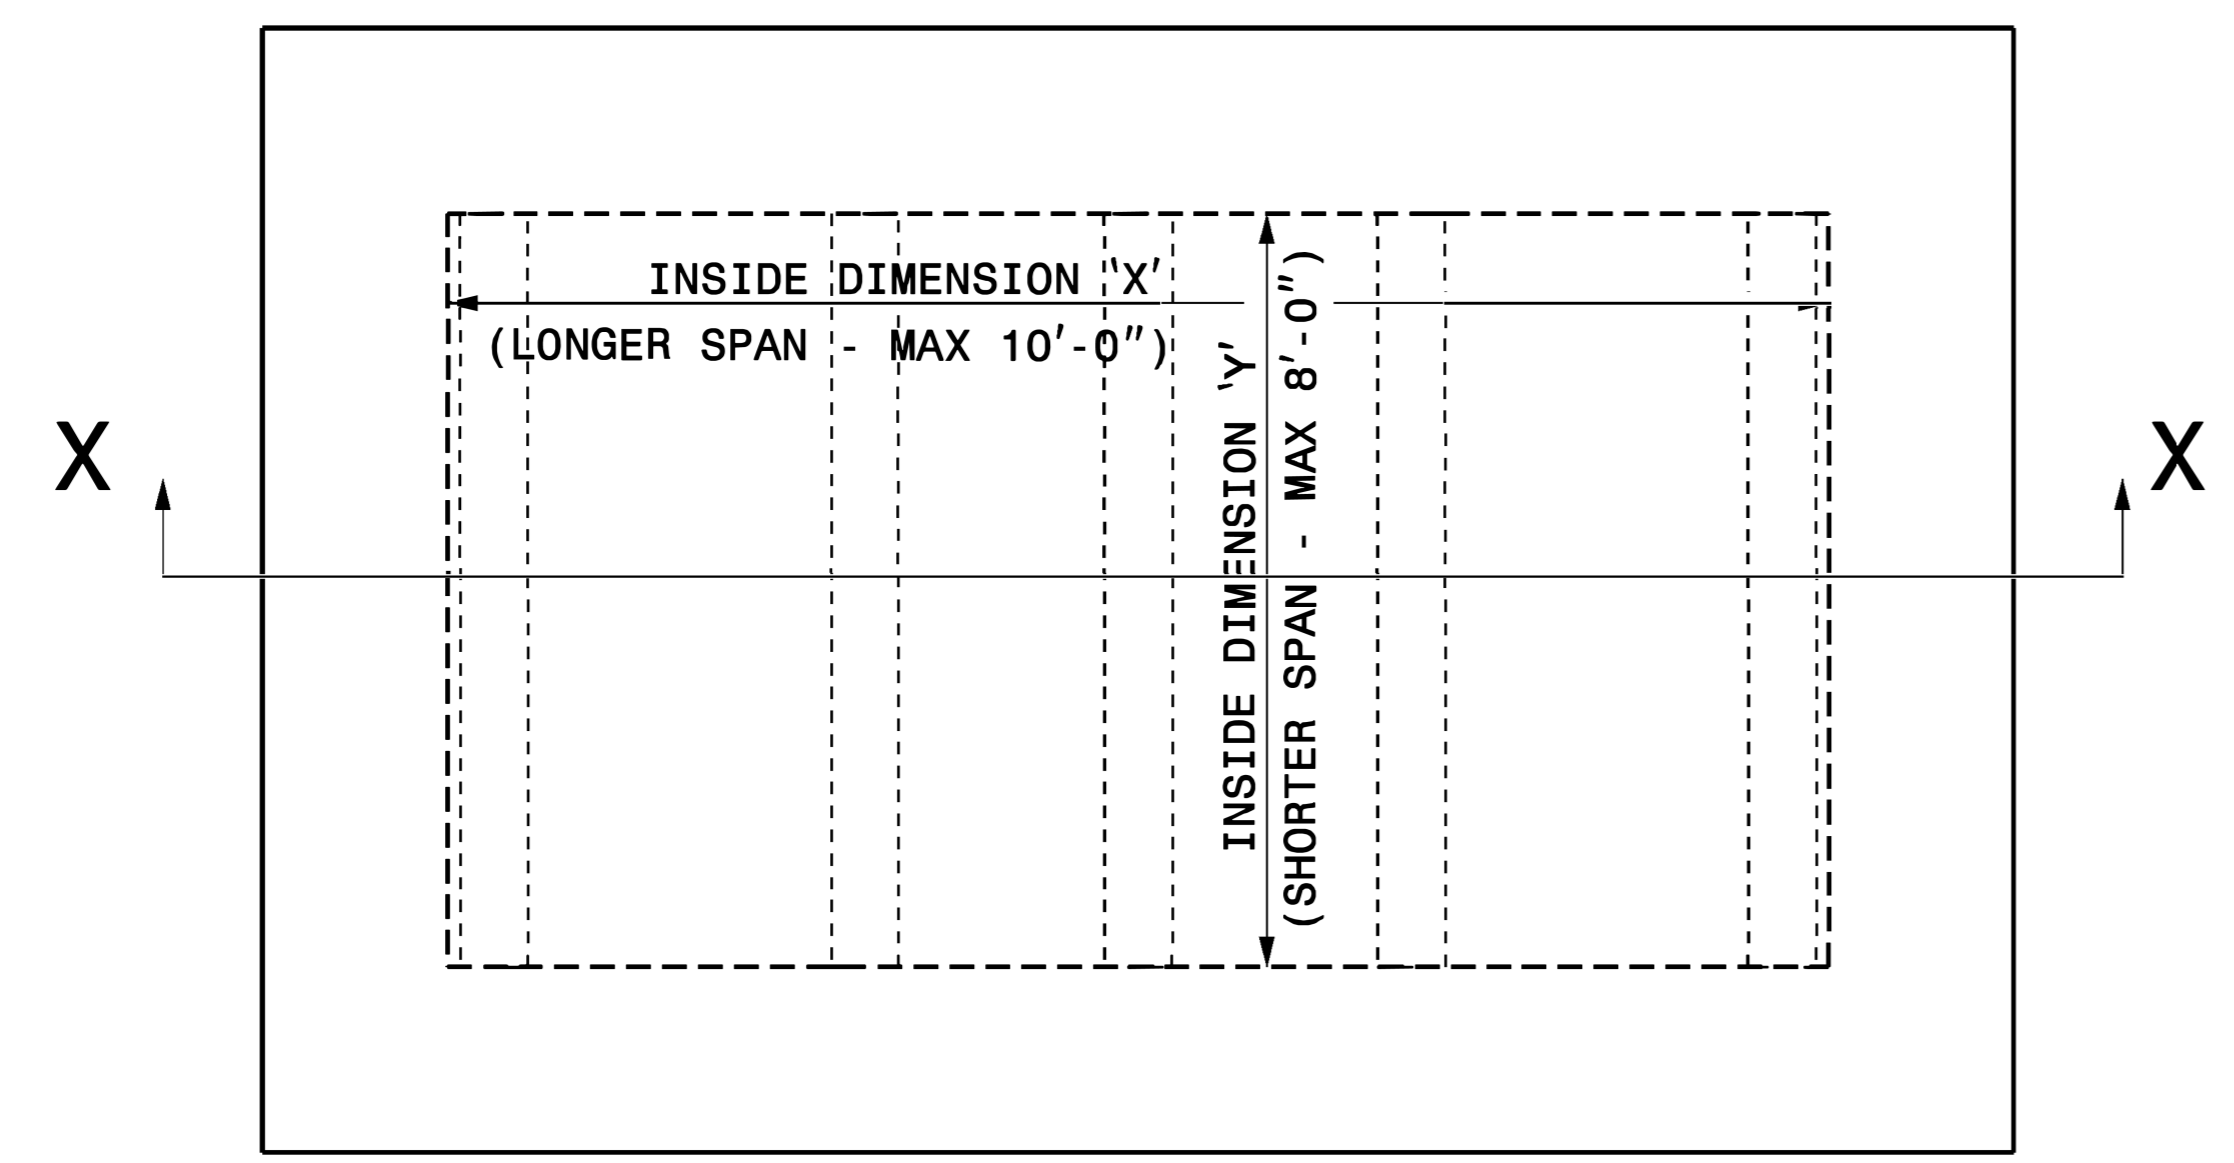 INSIDE DIMENSION 'X'
(LONGER SPAN - MAX 10'-0")
X
X
INSIDE DIMENSION 'Y'
(SHORTER SPAN - MAX 8'-0")